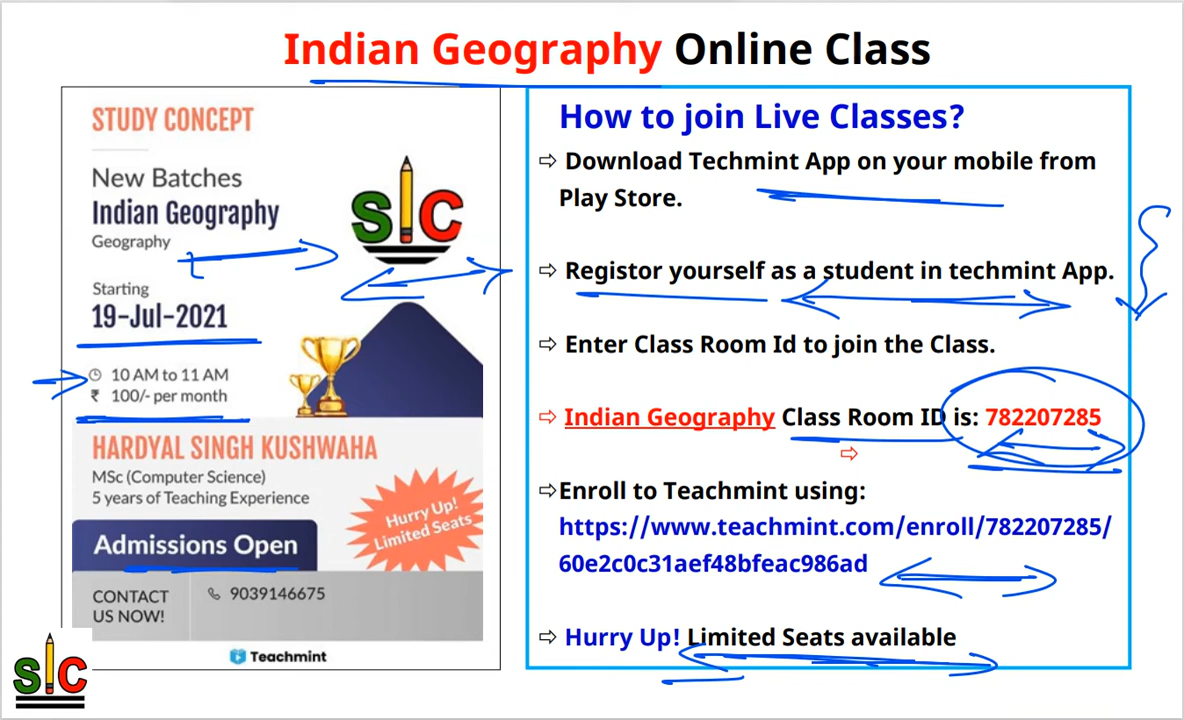 Indian Geography Online Class
STUDY CONCEPT
New Batches
Indian Geography
Geography
SIC
Starting
19-Jul-2021
10 AM to 11 AM
₹ 100/- per month
HARDYAL SINGH KUSHWAHA
MSc (Computer Science)
5 years of Teaching Experience
Hurry Up!
Limited Seats
Admissions Open
CONTACT
US NOW!
9039146675
Teachmint
SIC
How to join Live Classes?
⇨ Download Techmint App on your mobile from
Play Store.
⇨ Registor yourself as a student in techmint App.
⇨ Enter Class Room Id to join the Class.
⇨ Indian Geography Class Room ID is: 782207285
⇨
⇨Enroll to Teachmint using:
https://www.teachmint.com/enroll/782207285/
60e2c0c31aef48bfeac986ad
⇨ Hurry Up! Limited Seats available